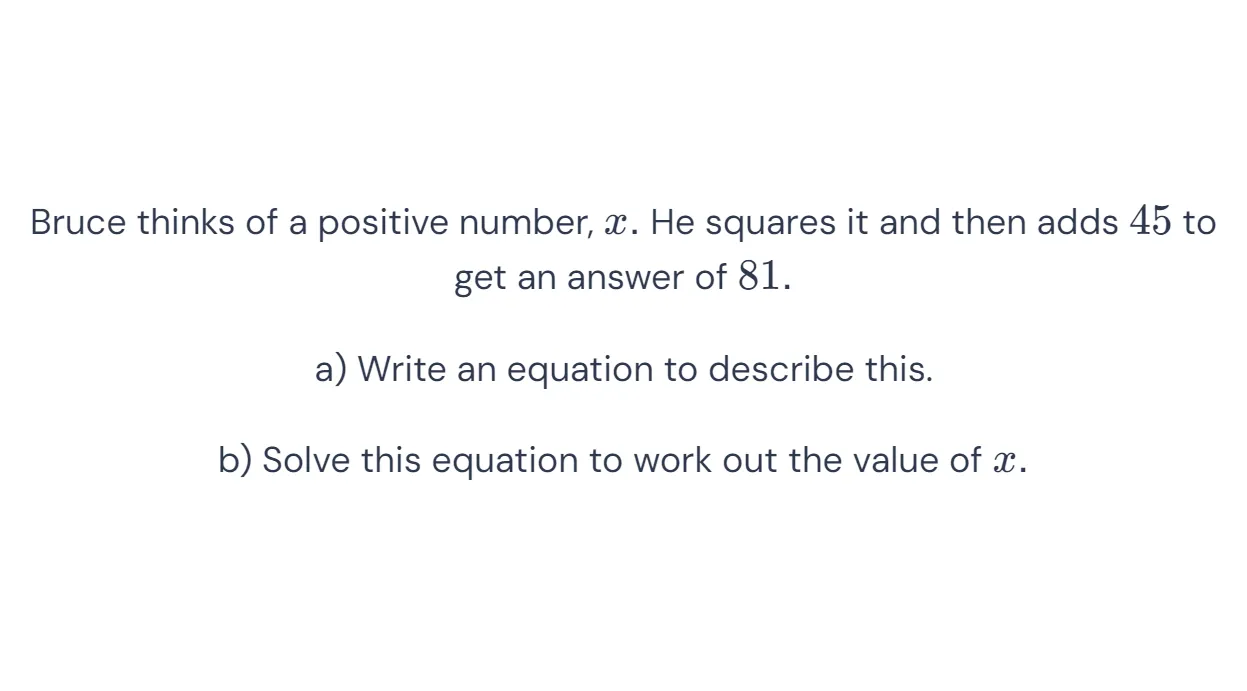 Bruce thinks of a positive number, x. He squares it and then adds 45 to
get an answer of 81.
a) Write an equation to describe this.
b) Solve this equation to work out the value of x.